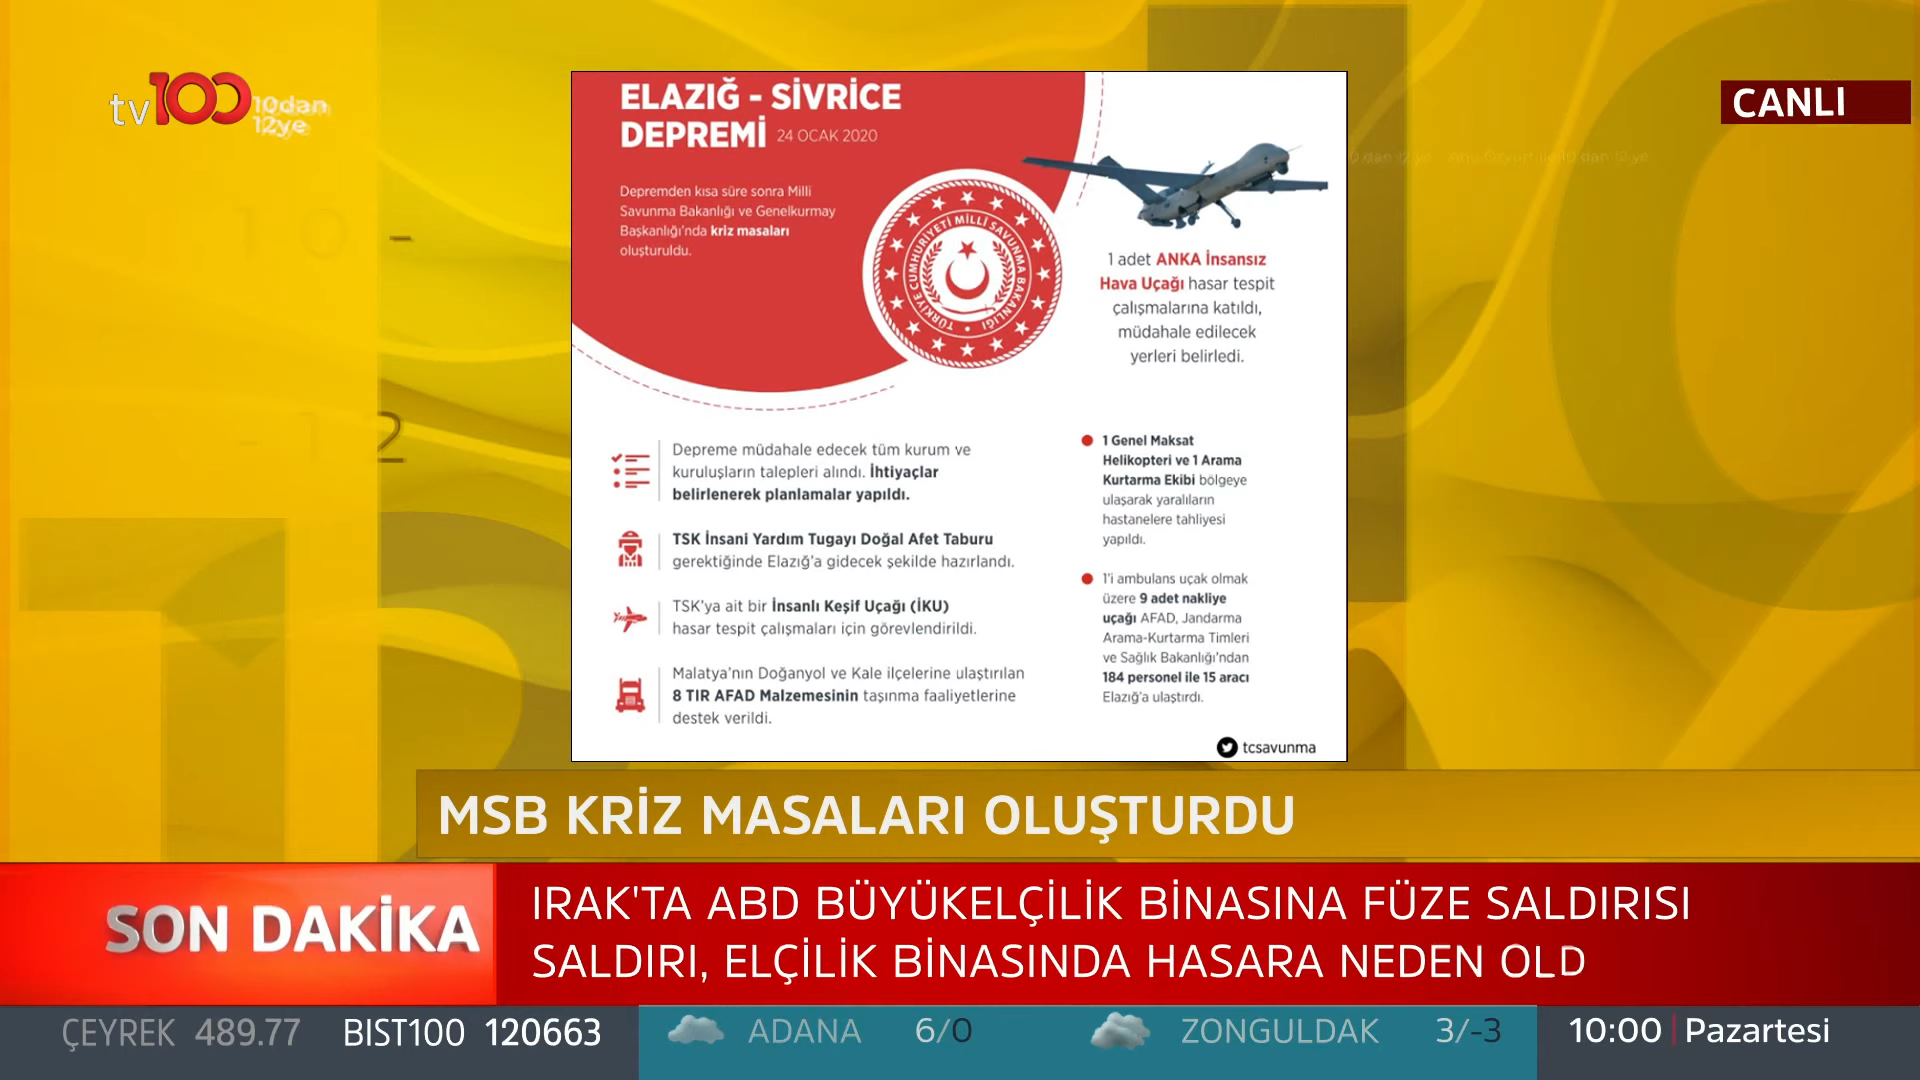 tv100 10dan
12ye
CANLI
ELAZIĞ - SİVRİCE
DEPREMİ 24 OCAK 2020
Depremden kısa süre sonra Milli
Savunma Bakanlığı ve Genelkurmay
Başkanlığı'nda kriz masaları
oluşturuldu.
TÜRKİYE CUMHURİYETİ MİLLİ SAVUNMA BAKANLIĞI
1 adet ANKA İnsansız
Hava Uçağı hasar tespit
çalışmalarına katıldı,
müdahale edilecek
yerleri belirledi.
Depreme müdahale edecek tüm kurum ve
kuruluşların talepleri alındı. İhtiyaçlar
belirlenerek planlamalar yapıldı.
TSK İnsani Yardım Tugayı Doğal Afet Taburu
gerektiğinde Elazığ'a gidecek şekilde hazırlandı.
TSK'ya ait bir İnsanlı Keşif Uçağı (İKU)
hasar tespit çalışmaları için görevlendirildi.
Malatya'nın Doğanyol ve Kale ilçelerine ulaştırılan
8 TIR AFAD Malzemesinin taşınma faaliyetlerine
destek verildi.
1 Genel Maksat
Helikopteri ve 1 Arama
Kurtarma Ekibi bölgeye
ulaşarak yaralıların
hastanelere tahliyesi
yapıldı.
1'i ambulans uçak olmak
üzere 9 adet nakliye
uçağı AFAD, Jandarma
Arama-Kurtarma Timleri
ve Sağlık Bakanlığı'ndan
184 personel ile 15 aracı
Elazığ'a ulaştırdı.
tcsavunma
MSB KRİZ MASALARI OLUŞTURDU
SON DAKİKA
IRAK'TA ABD BÜYÜKELÇİLİK BİNASINA FÜZE SALDIRISI
SALDIRI, ELÇİLİK BİNASINDA HASARA NEDEN OLD
ÇEYREK 489.77 BIST100 120663 ADANA 6/0 ZONGULDAK 3/-3 10:00 Pazartesi